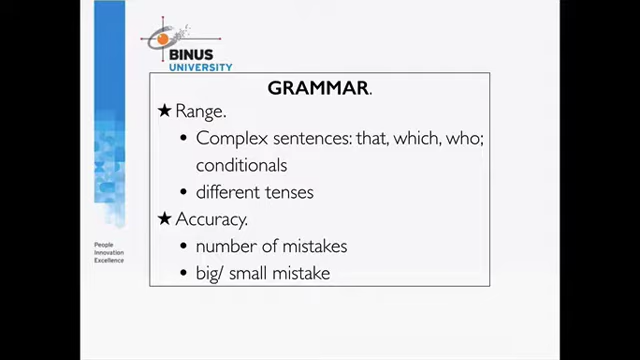 BINUS
UNIVERSITY
GRAMMAR.
★ Range.
• Complex sentences: that, which, who;
conditionals
• different tenses
★ Accuracy.
• number of mistakes
• big/ small mistake
People
Innovation
Excellence